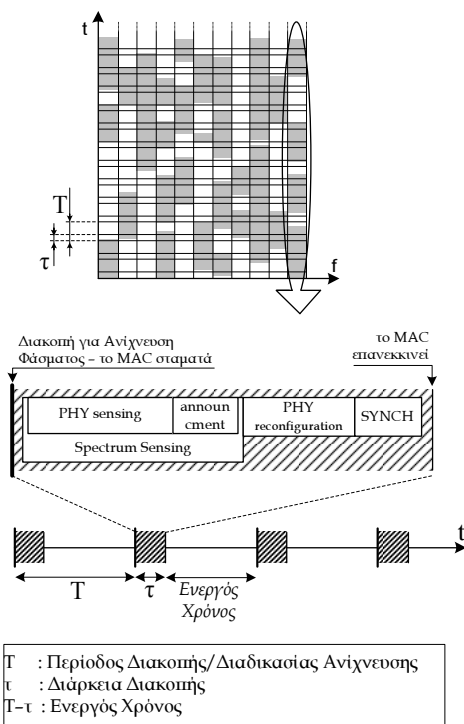 t
T
τ
f
Διακοπή για Ανίχνευση
Φάσματος – το MAC σταματά
το MAC
επανεκκινεί
PHY sensing
announ
cment
PHY
reconfiguration
SYNCH
Spectrum Sensing
t
T
τ
Ενεργός
Χρόνος
T : Περίοδος Διακοπής/Διαδικασίας Ανίχνευσης
τ : Διάρκεια Διακοπής
T-τ : Ενεργός Χρόνος